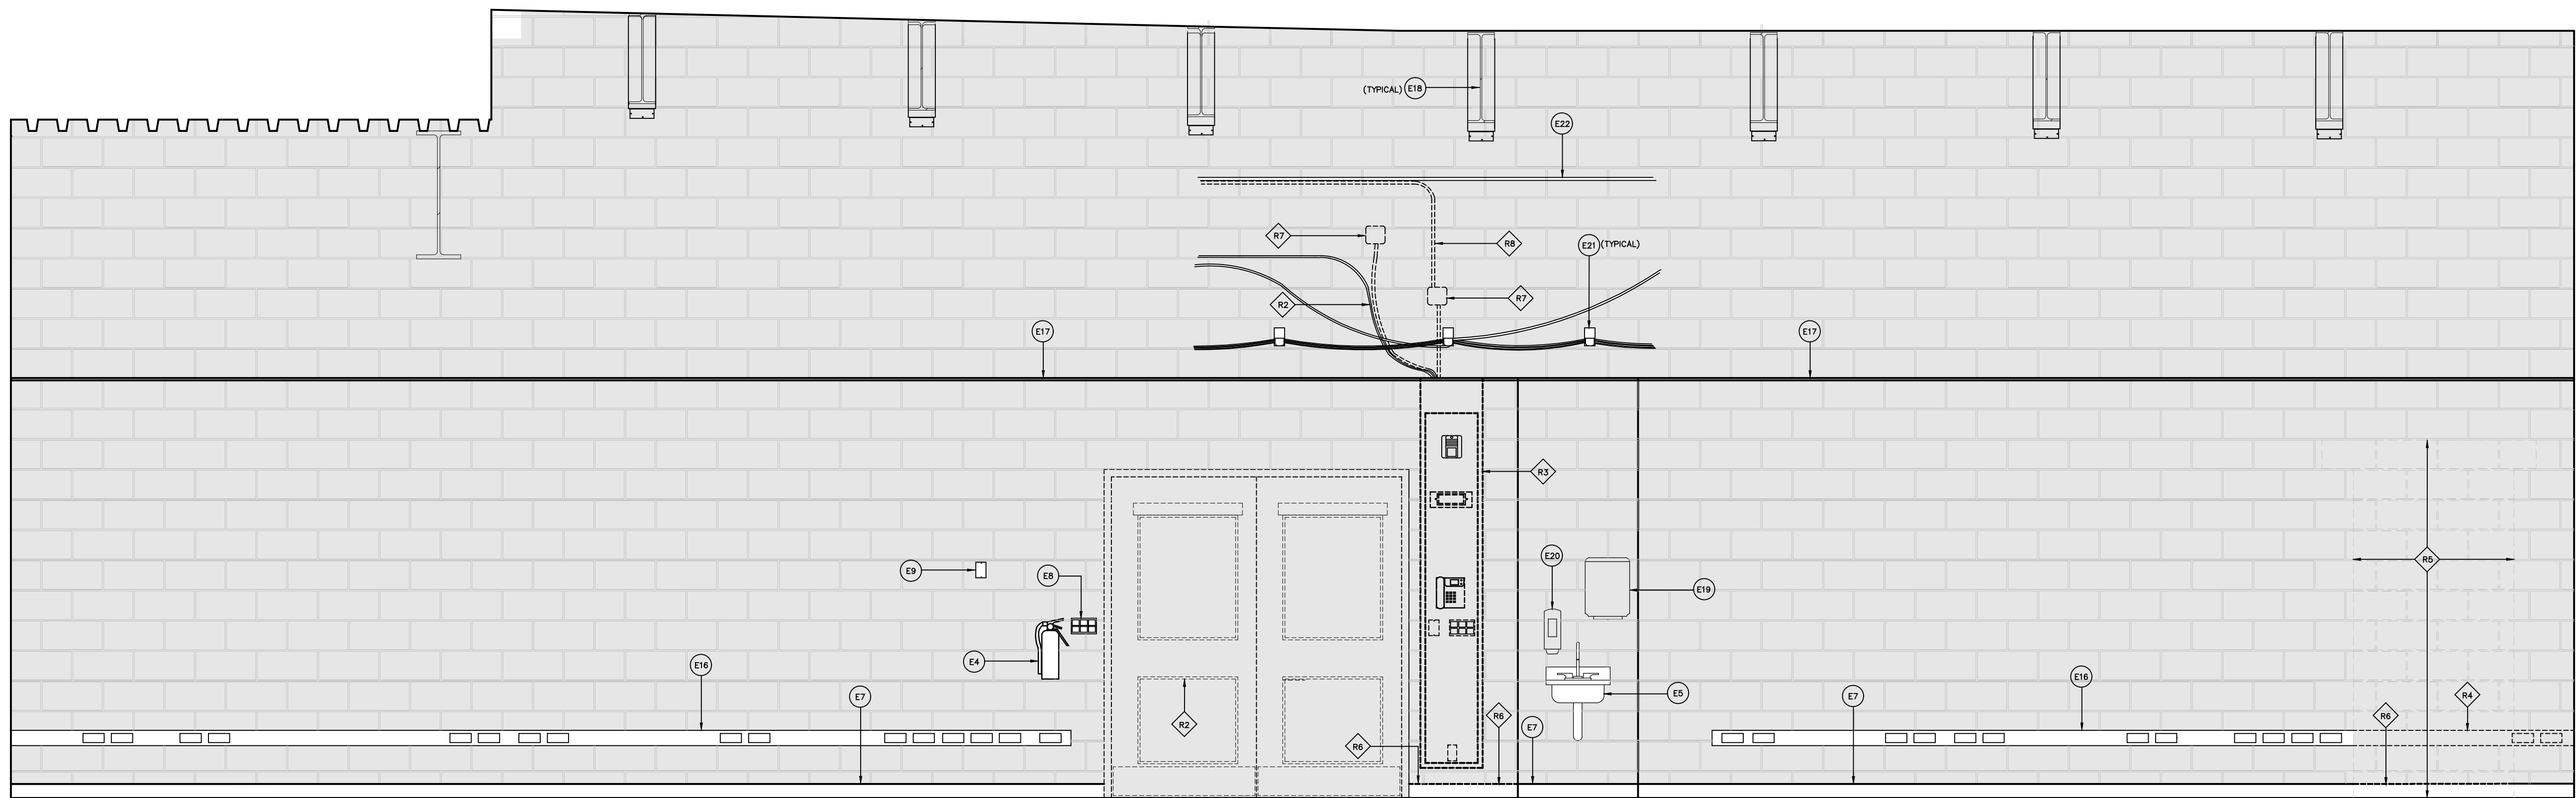 (TYPICAL) E18
E22
R7
R8
E21 (TYPICAL)
R2
R7
E17
E17
R3
E20
R5
E9
E8
E19
E4
E16
E16
E7
E5
E7
R4
R2
R6
E7
R6
R6